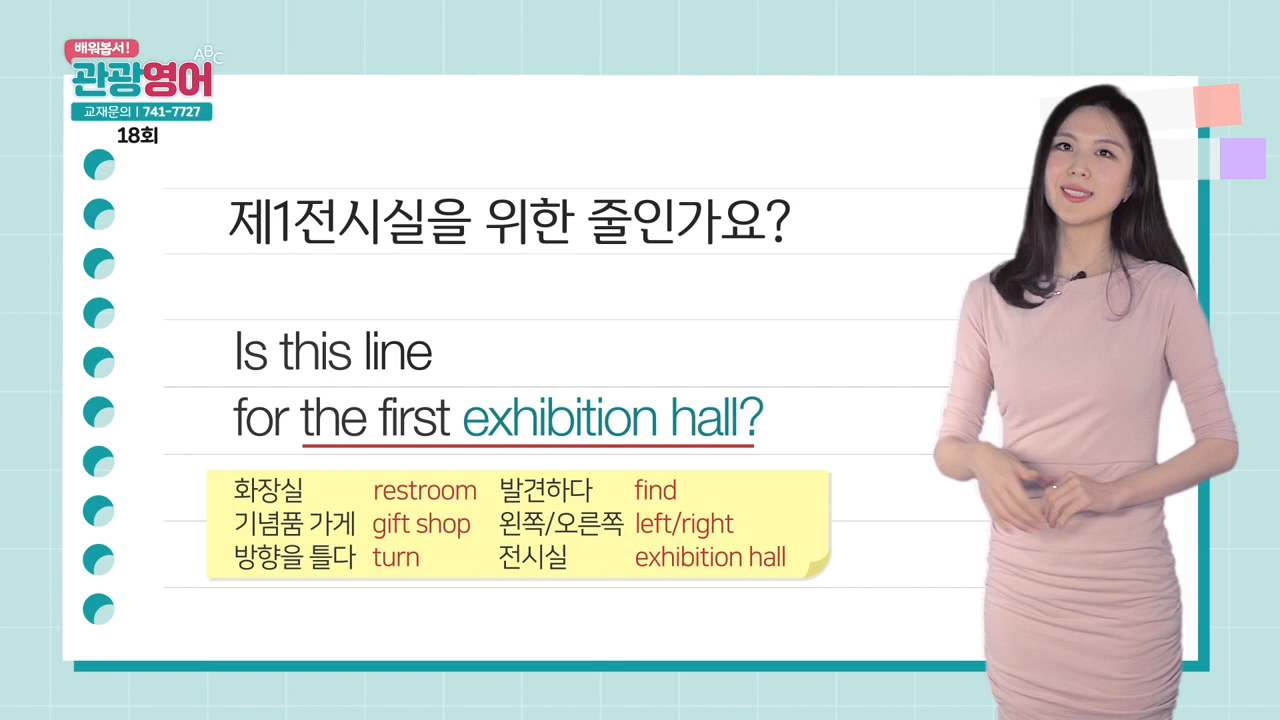 배워봅서!
ABC
관광영어
교재문의 | 741-7727
18회
제1전시실을 위한 줄인가요?
Is this line
for the first exhibition hall?
화장실 restroom 발견하다 find
기념품 가게 gift shop 왼쪽/오른쪽 left/right
방향을 틀다 turn 전시실 exhibition hall